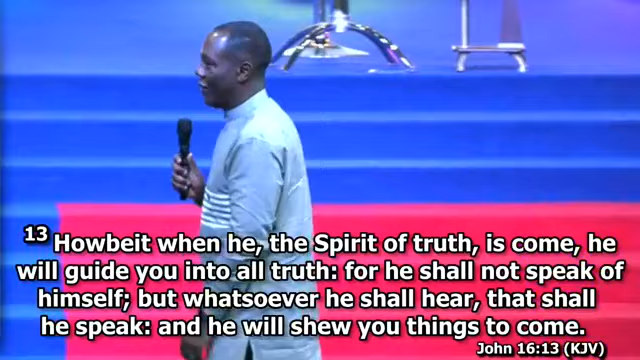 13 Howbeit when he, the Spirit of truth, is come, he
will guide you into all truth: for he shall not speak of
himself; but whatsoever he shall hear, that shall
he speak: and he will shew you things to come.
John 16:13 (KJV)